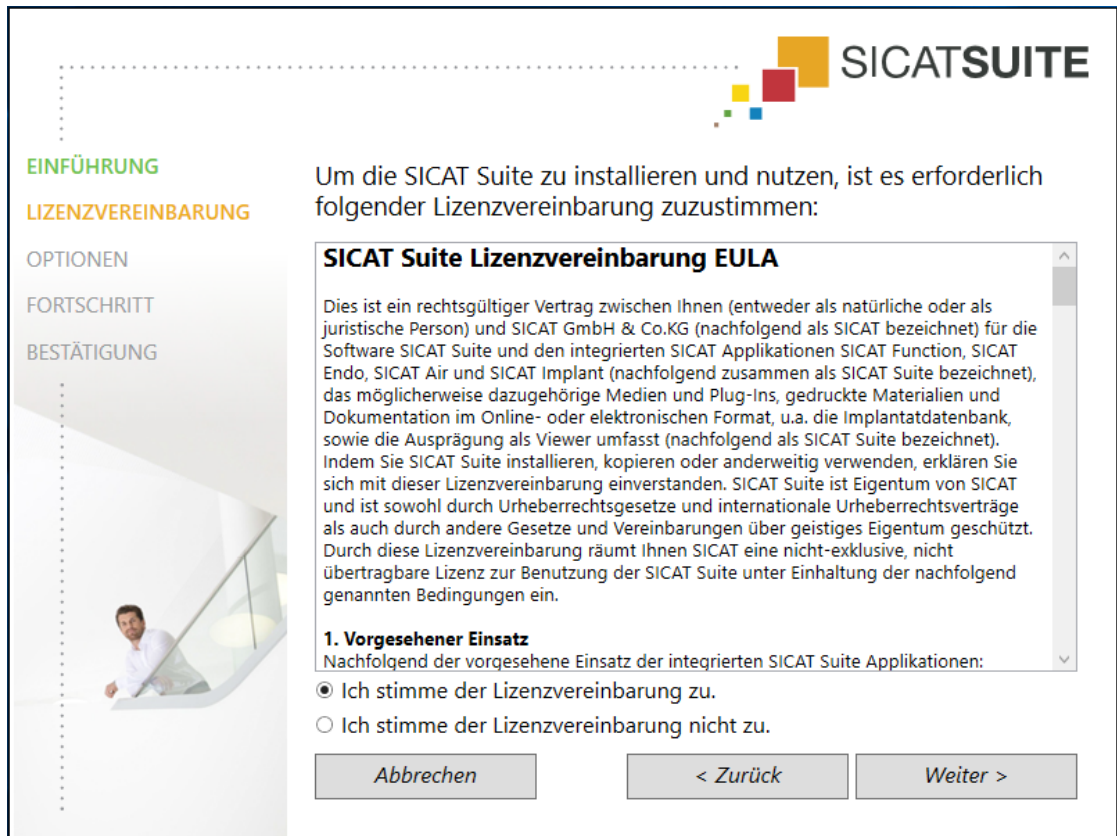 SICATSUITE
EINFÜHRUNG
LIZENZVEREINBARUNG
OPTIONEN
FORTSCHRITT
BESTÄTIGUNG
Um die SICAT Suite zu installieren und nutzen, ist es erforderlich
folgender Lizenzvereinbarung zuzustimmen:
SICAT Suite Lizenzvereinbarung EULA
Dies ist ein rechtsgültiger Vertrag zwischen Ihnen (entweder als natürliche oder als
juristische Person) und SICAT GmbH & Co.KG (nachfolgend als SICAT bezeichnet) für die
Software SICAT Suite und den integrierten SICAT Applikationen SICAT Function, SICAT
Endo, SICAT Air und SICAT Implant (nachfolgend zusammen als SICAT Suite bezeichnet),
das möglicherweise dazugehörige Medien und Plug-Ins, gedruckte Materialien und
Dokumentation im Online- oder elektronischen Format, u.a. die Implantatdatenbank,
sowie die Ausprägung als Viewer umfasst (nachfolgend als SICAT Suite bezeichnet).
Indem Sie SICAT Suite installieren, kopieren oder anderweitig verwenden, erklären Sie
sich mit dieser Lizenzvereinbarung einverstanden. SICAT Suite ist Eigentum von SICAT
und ist sowohl durch Urheberrechtsgesetze und internationale Urheberrechtsverträge
als auch durch andere Gesetze und Vereinbarungen über geistiges Eigentum geschützt.
Durch diese Lizenzvereinbarung räumt Ihnen SICAT eine nicht-exklusive, nicht
übertragbare Lizenz zur Benutzung der SICAT Suite unter Einhaltung der nachfolgend
genannten Bedingungen ein.
1. Vorgesehener Einsatz
Nachfolgend der vorgesehene Einsatz der integrierten SICAT Suite Applikationen:
Ich stimme der Lizenzvereinbarung zu.
Ich stimme der Lizenzvereinbarung nicht zu.
Abbrechen
< Zurück
Weiter >